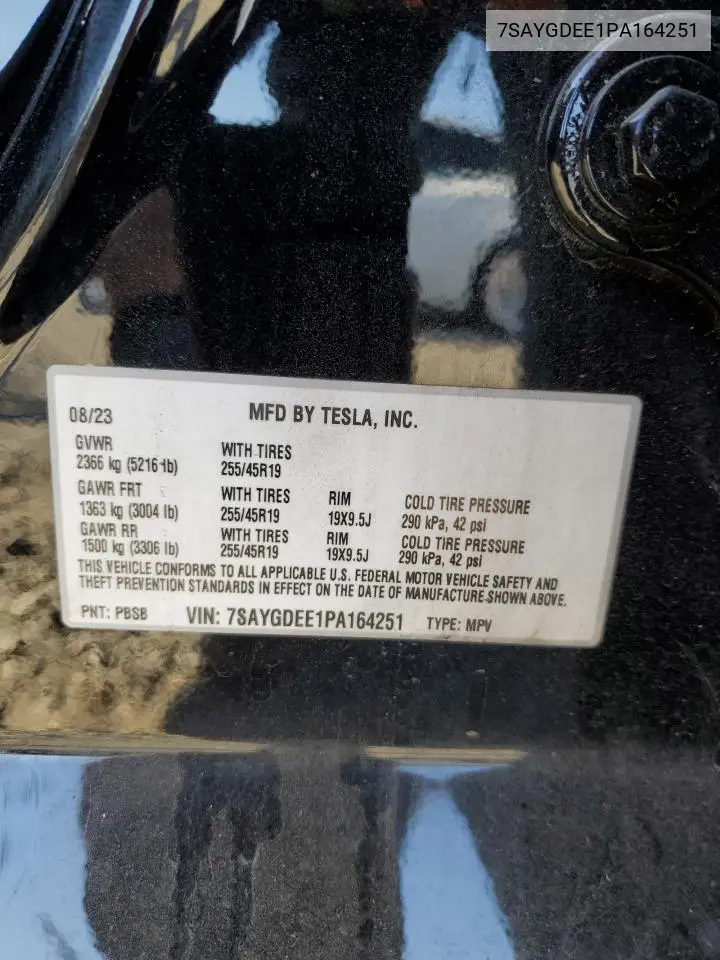 7SAYGDEE1PA164251
08/23 MFD BY TESLA, INC.
GVWR WITH TIRES
2366 kg (5216 lb) 255/45R19
GAWR FRT WITH TIRES RIM COLD TIRE PRESSURE
1363 kg (3004 lb) 255/45R19 19X9.5J 290 kPa, 42 psi
GAWR RR WITH TIRES RIM COLD TIRE PRESSURE
1500 kg (3306 lb) 255/45R19 19X9.5J 290 kPa, 42 psi
THIS VEHICLE CONFORMS TO ALL APPLICABLE U.S. FEDERAL MOTOR VEHICLE SAFETY AND
THEFT PREVENTION STANDARDS IN EFFECT ON THE DATE OF MANUFACTURE SHOWN ABOVE.
PNT: PBSB VIN: 7SAYGDEE1PA164251 TYPE: MPV